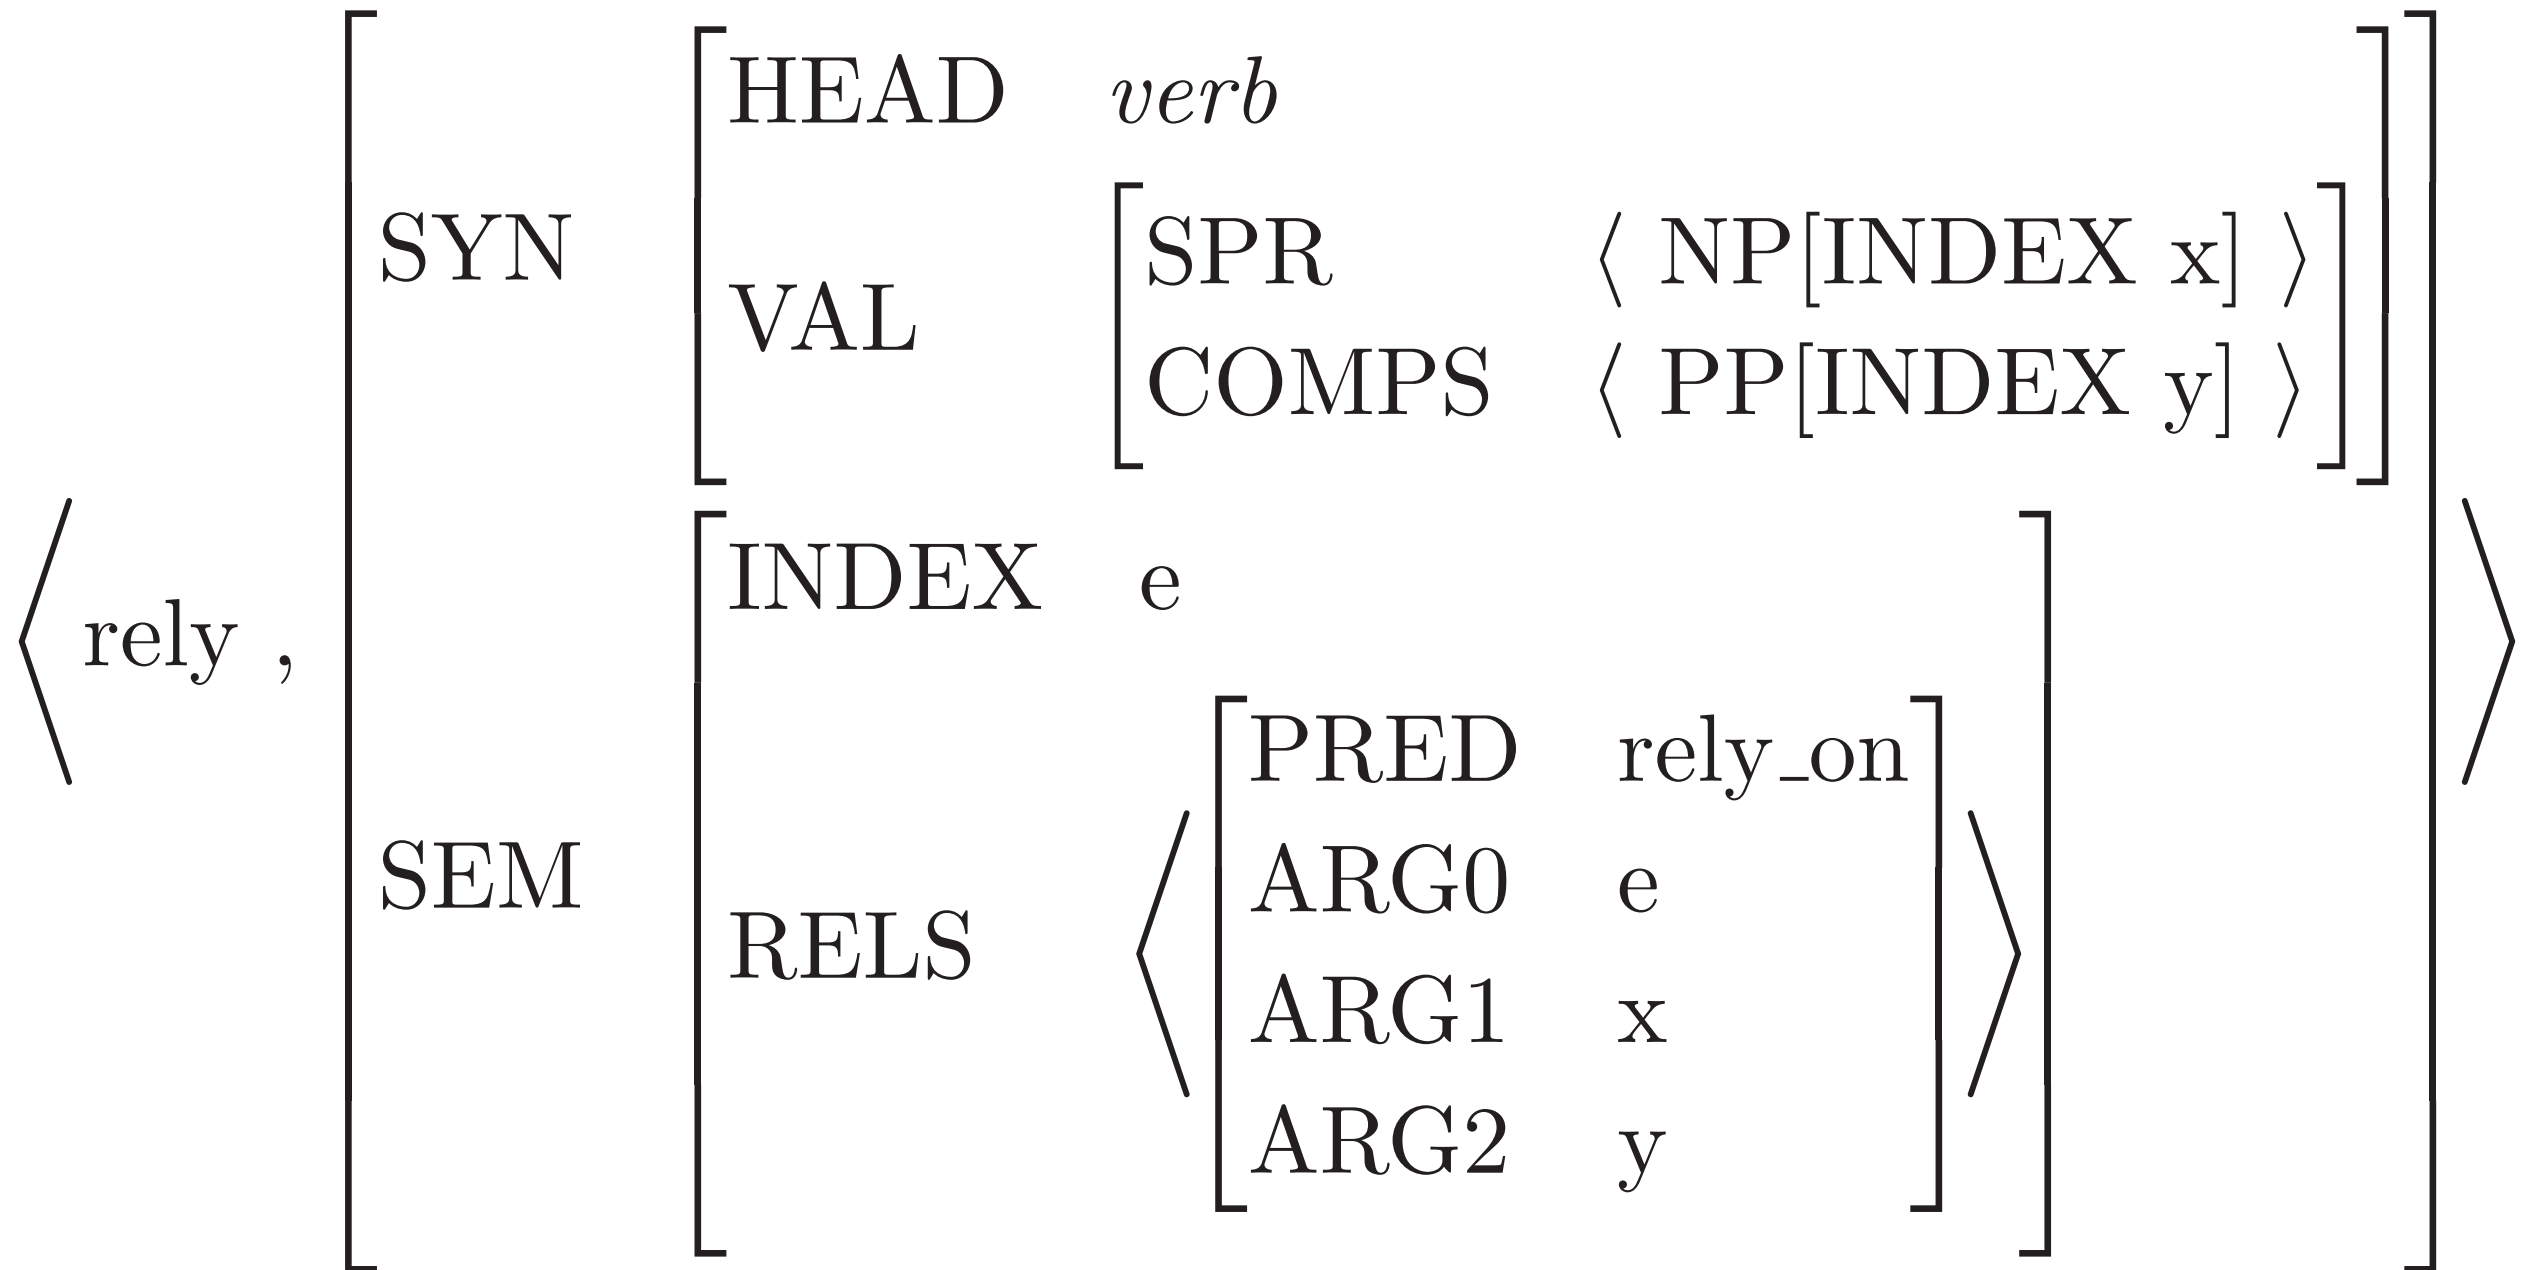 HEAD verb
SYN
SPR ⟨ NP[INDEX x] ⟩
VAL
COMPS ⟨ PP[INDEX y] ⟩
INDEX e
rely ,
PRED rely_on
SEM
ARG0 e
RELS
ARG1 x
ARG2 y